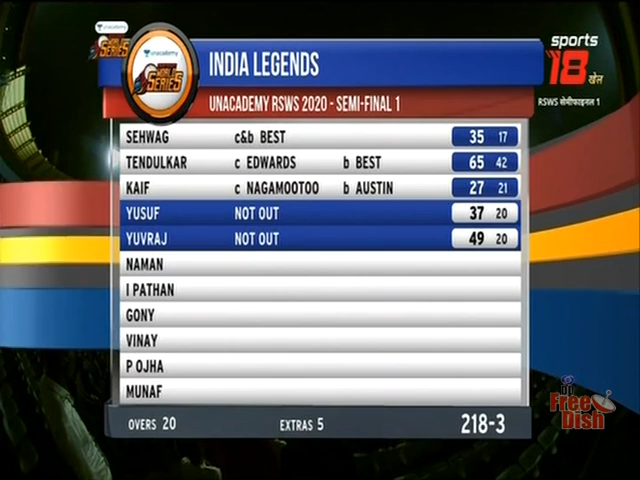 unacademy
SERIES
unacademy
WORLD
SERIES
INDIA LEGENDS
UNACADEMY RSWS 2020 - SEMI-FINAL 1
sports
18 खेल
RSWS सेमीफाइनल 1
SEHWAG c&b BEST 35 17
TENDULKAR c EDWARDS b BEST 65 42
KAIF c NAGAMOOTOO b AUSTIN 27 21
YUSUF NOT OUT 37 20
YUVRAJ NOT OUT 49 20
NAMAN
I PATHAN
GONY
VINAY
P OJHA
MUNAF
OVERS 20 EXTRAS 5 218-3
Free
Dish